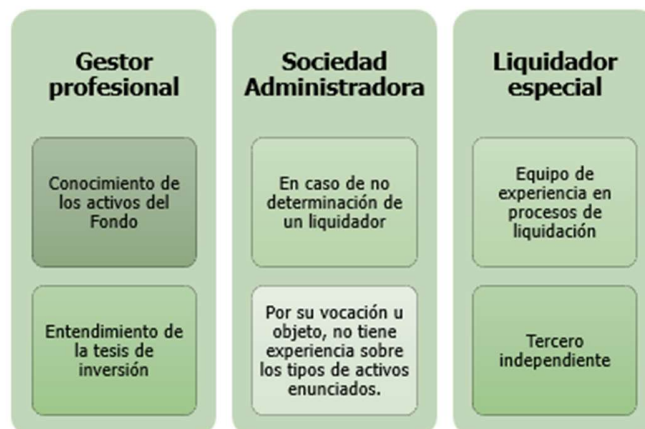 Gestor
profesional
Conocimiento de
los activos del
Fondo
Entendimiento de
la tesis de
inversión
Sociedad
Administradora
En caso de no
determinación de
un liquidador
Por su vocación u
objeto, no tiene
experiencia sobre
los tipos de activos
enunciados.
Liquidador
especial
Equipo de
experiencia en
procesos de
liquidación
Tercero
independiente